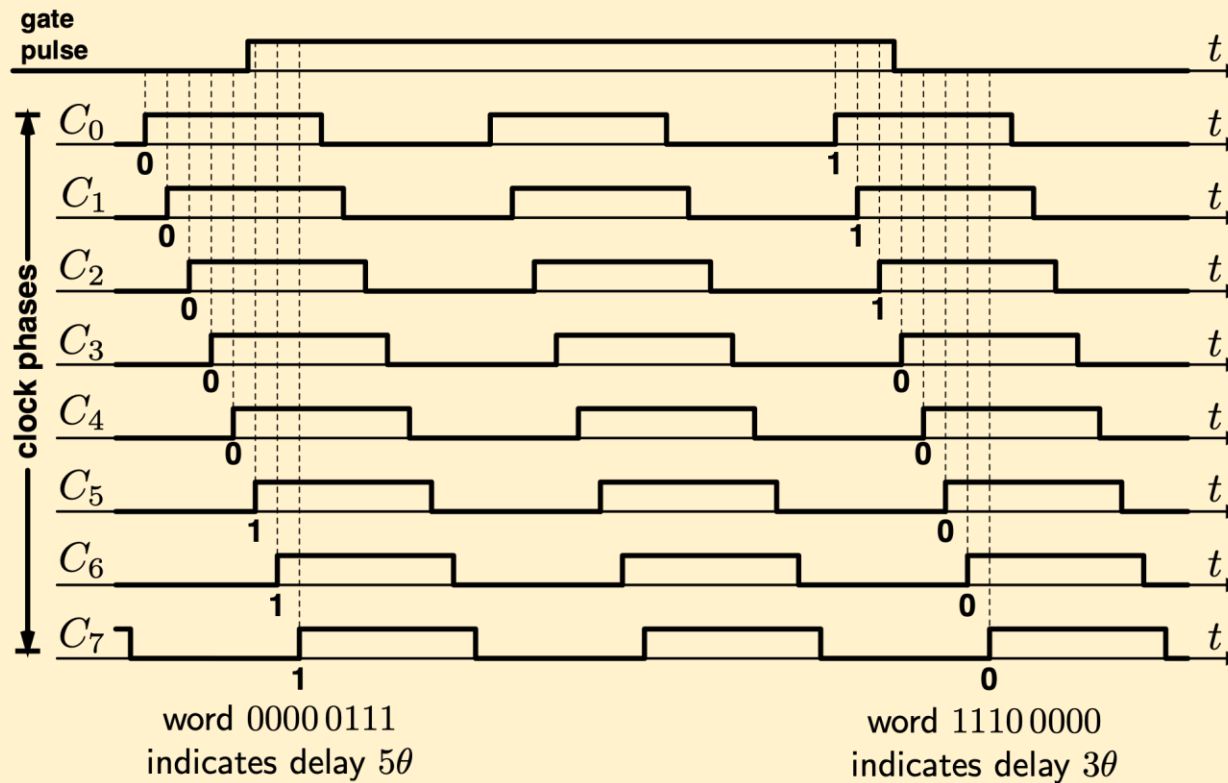 gate
pulse
t
C₀
t
0
1
C₁
t
0
1
C₂
t
0
1
C₃
t
0
0
C₄
t
0
0
C₅
t
1
0
C₆
t
1
0
C₇
t
1
0
clock phases
word 0000 0111
indicates delay 5θ
word 1110 0000
indicates delay 3θ